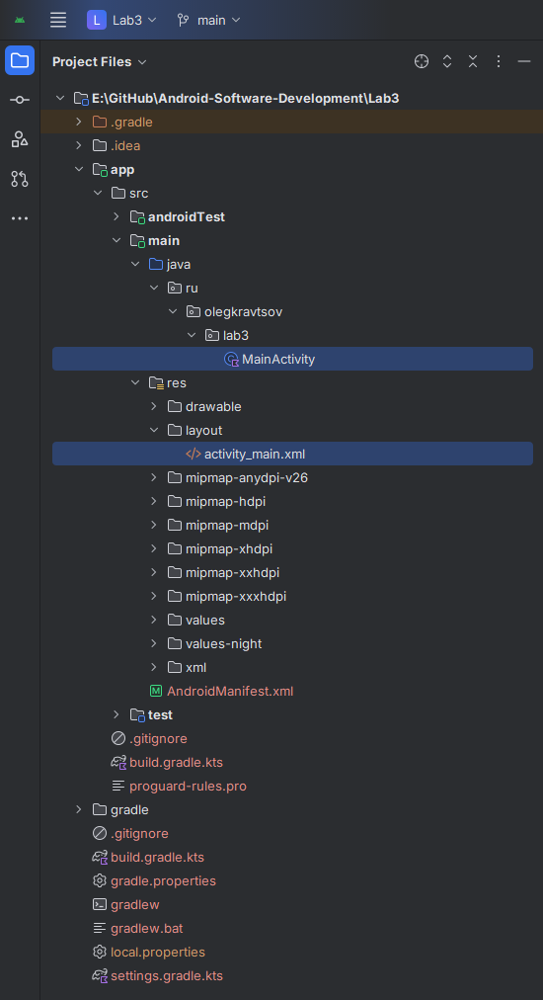 L Lab3 main
Project Files
E:\GitHub\Android-Software-Development\Lab3
.gradle
.idea
app
src
androidTest
main
java
ru
olegkravtsov
lab3
MainActivity
res
drawable
layout
activity_main.xml
mipmap-anydpi-v26
mipmap-hdpi
mipmap-mdpi
mipmap-xhdpi
mipmap-xxhdpi
mipmap-xxxhdpi
values
values-night
xml
AndroidManifest.xml
test
.gitignore
build.gradle.kts
proguard-rules.pro
gradle
.gitignore
build.gradle.kts
gradle.properties
gradlew
gradlew.bat
local.properties
settings.gradle.kts